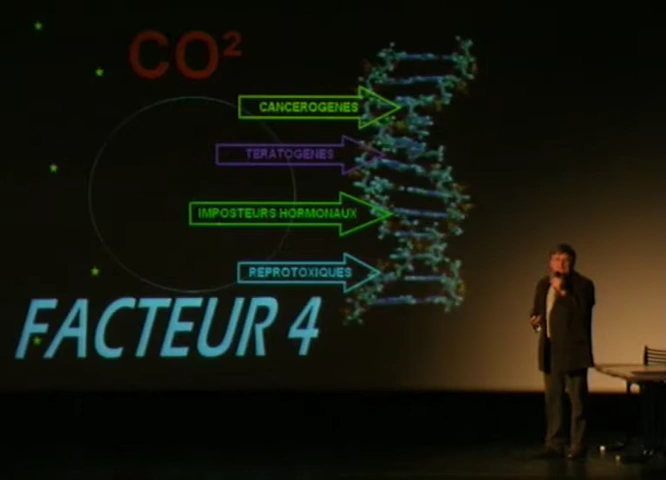 CO²
CANCEROGENES
TERATOGENES
IMPOSTEURS HORMONAUX
REPROTOXIQUES
FACTEUR 4